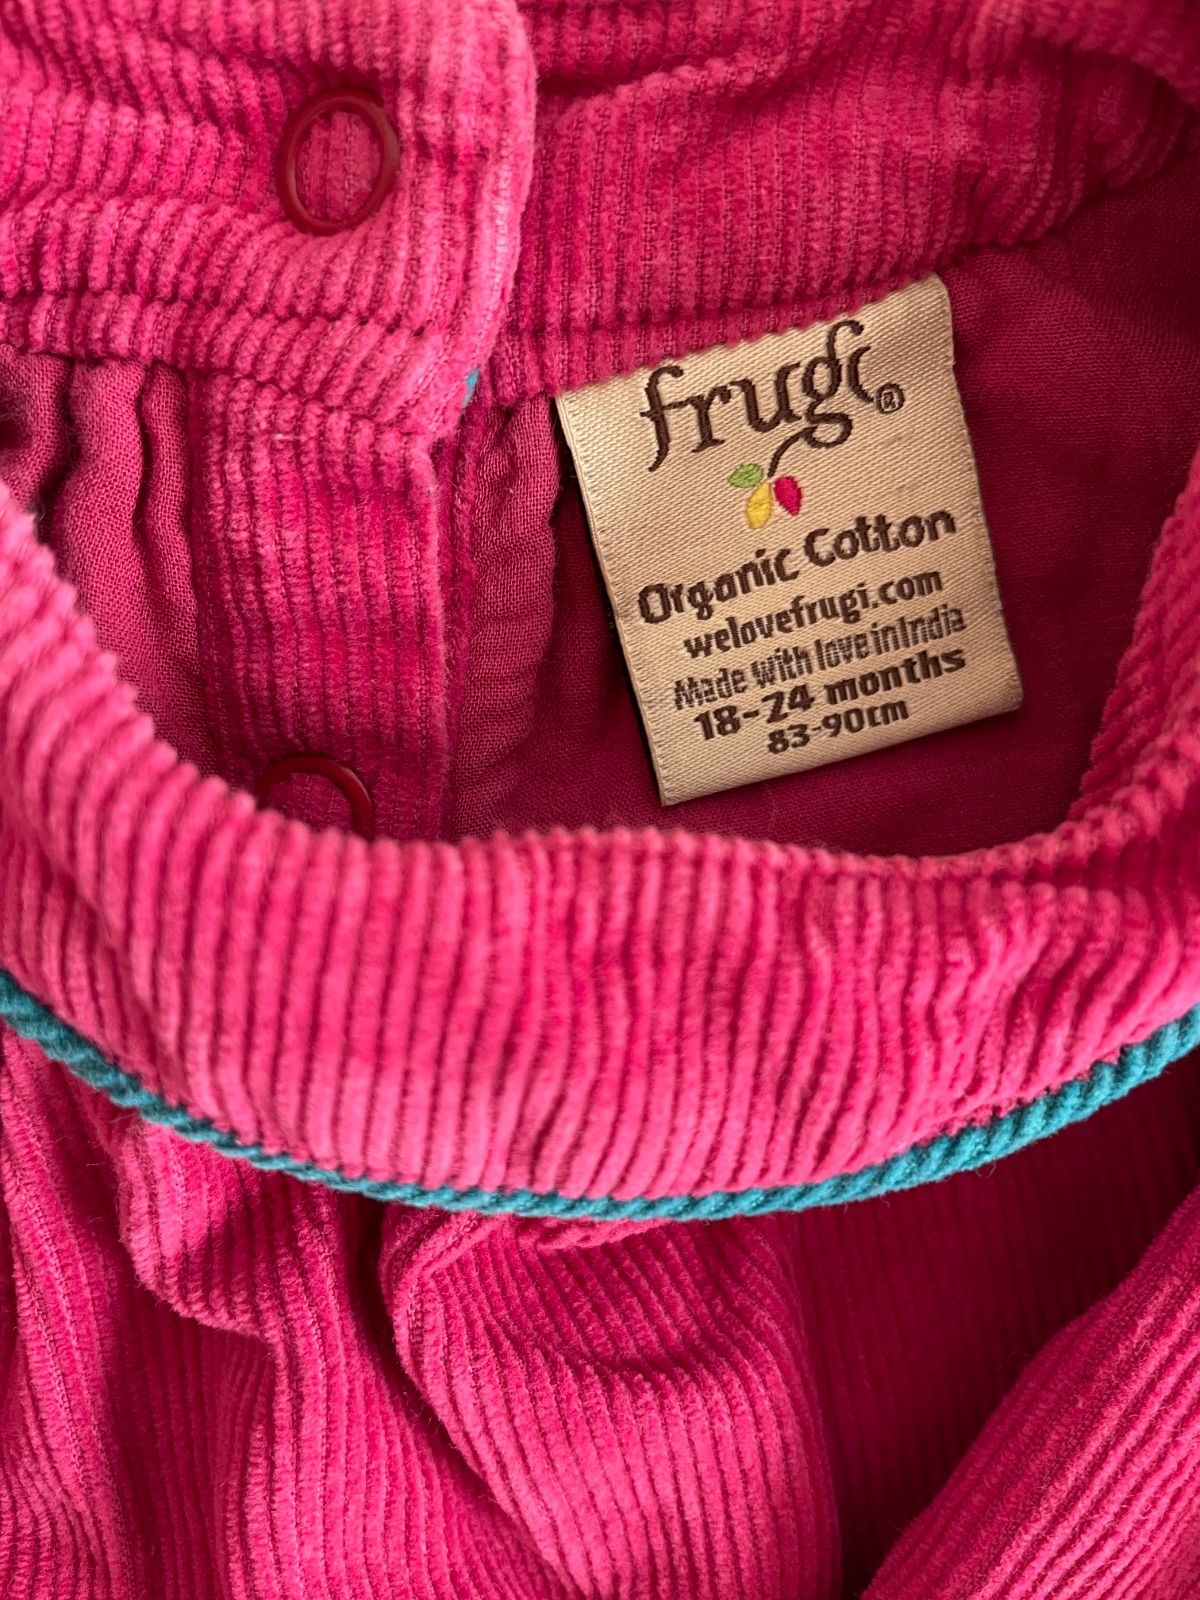 frugi®
Organic Cotton
welovefrugi.com
Made with love in India
18-24 months
83-90cm